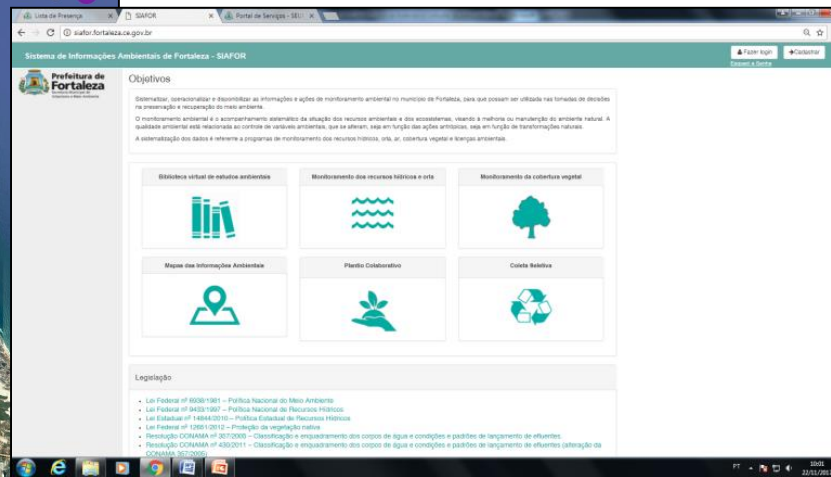 Lista de Presença
SIAFOR
Portal de Serviços - SEU
siafor.fortaleza.ce.gov.br
Sistema de Informações Ambientais de Fortaleza - SIAFOR
Fazer login
Cadastrar
Esqueci a Senha
Prefeitura de
Fortaleza
Objetivos
Sistematizar, operacionalizar e disponibilizar as informações e ações de monitoramento ambiental no município de Fortaleza, para que possam ser utilizada nas tomadas de decisões
na preservação e recuperação do meio ambiente.
O monitoramento ambiental é o acompanhamento sistemático da situação dos recursos ambientais e dos ecossistemas, visando à melhoria ou manutenção do ambiente natural. A
qualidade ambiental está relacionada ao controle de variáveis ambientais, que se alteram, seja em função das ações antrópicas, seja em função de transformações naturais.
A sistematização dos dados é referente a programas de monitoramento dos recursos hídricos, orla, ar, cobertura vegetal e licenças ambientais.
Biblioteca virtual de estudos ambientais
Monitoramento dos recursos hídricos e orla
Monitoramento da cobertura vegetal
Mapas das Informações Ambientais
Plantio Colaborativo
Coleta Seletiva
Legislação
Lei Federal nº 6938/1981 – Política Nacional do Meio Ambiente
Lei Federal nº 9433/1997 – Política Nacional de Recursos Hídricos
Lei Estadual nº 14844/2010 – Política Estadual de Recursos Hídricos
Lei Federal nº 12651/2012 – Proteção da vegetação nativa
Resolução CONAMA nº 357/2005 – Classificação e enquadramento dos corpos de água e condições e padrões de lançamento de efluentes.
Resolução CONAMA nº 430/2011 – Classificação e enquadramento dos corpos de água e condições e padrões de lançamento de efluentes (alteração da
CONAMA 357/2005)
PT
10:01
22/11/2017